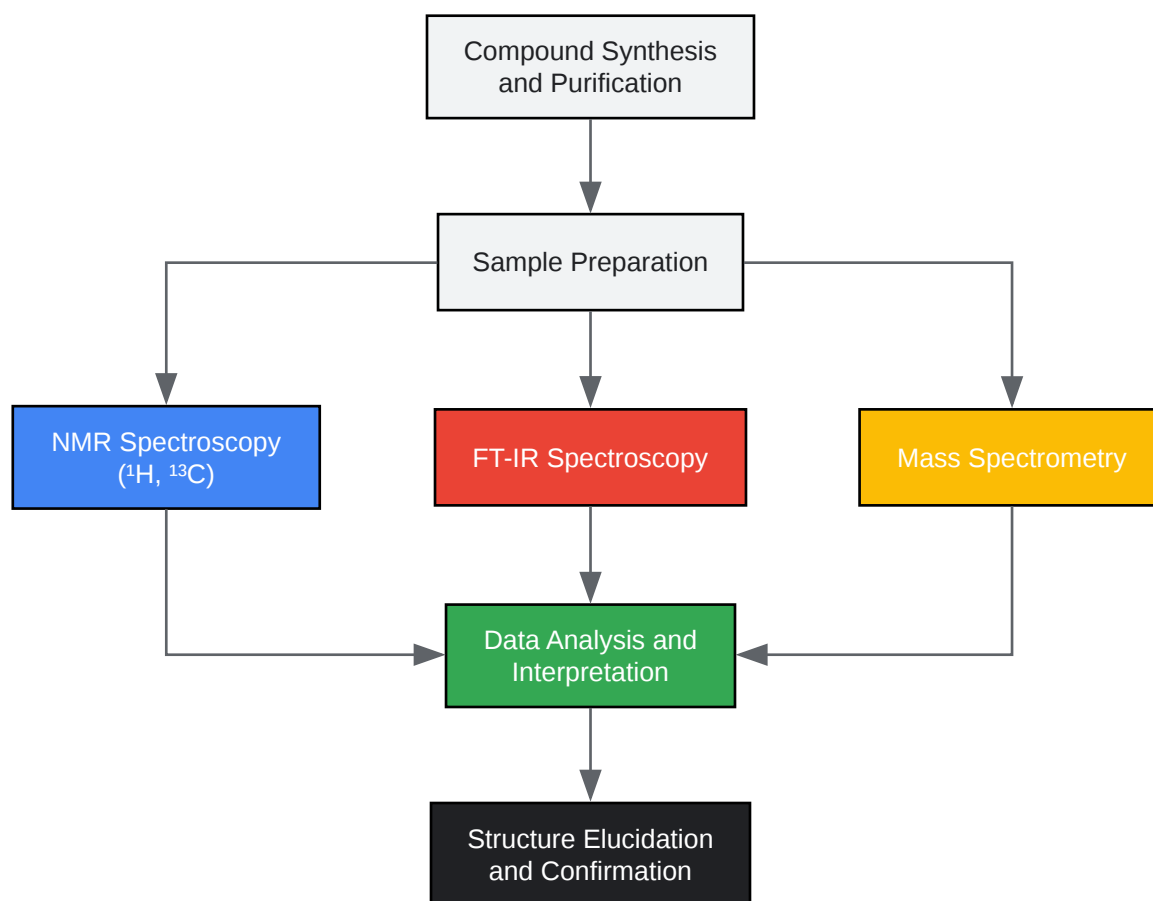 Compound Synthesis
and Purification
Sample Preparation
NMR Spectroscopy
(¹H, ¹³C)
FT-IR Spectroscopy
Mass Spectrometry
Data Analysis and
Interpretation
Structure Elucidation
and Confirmation